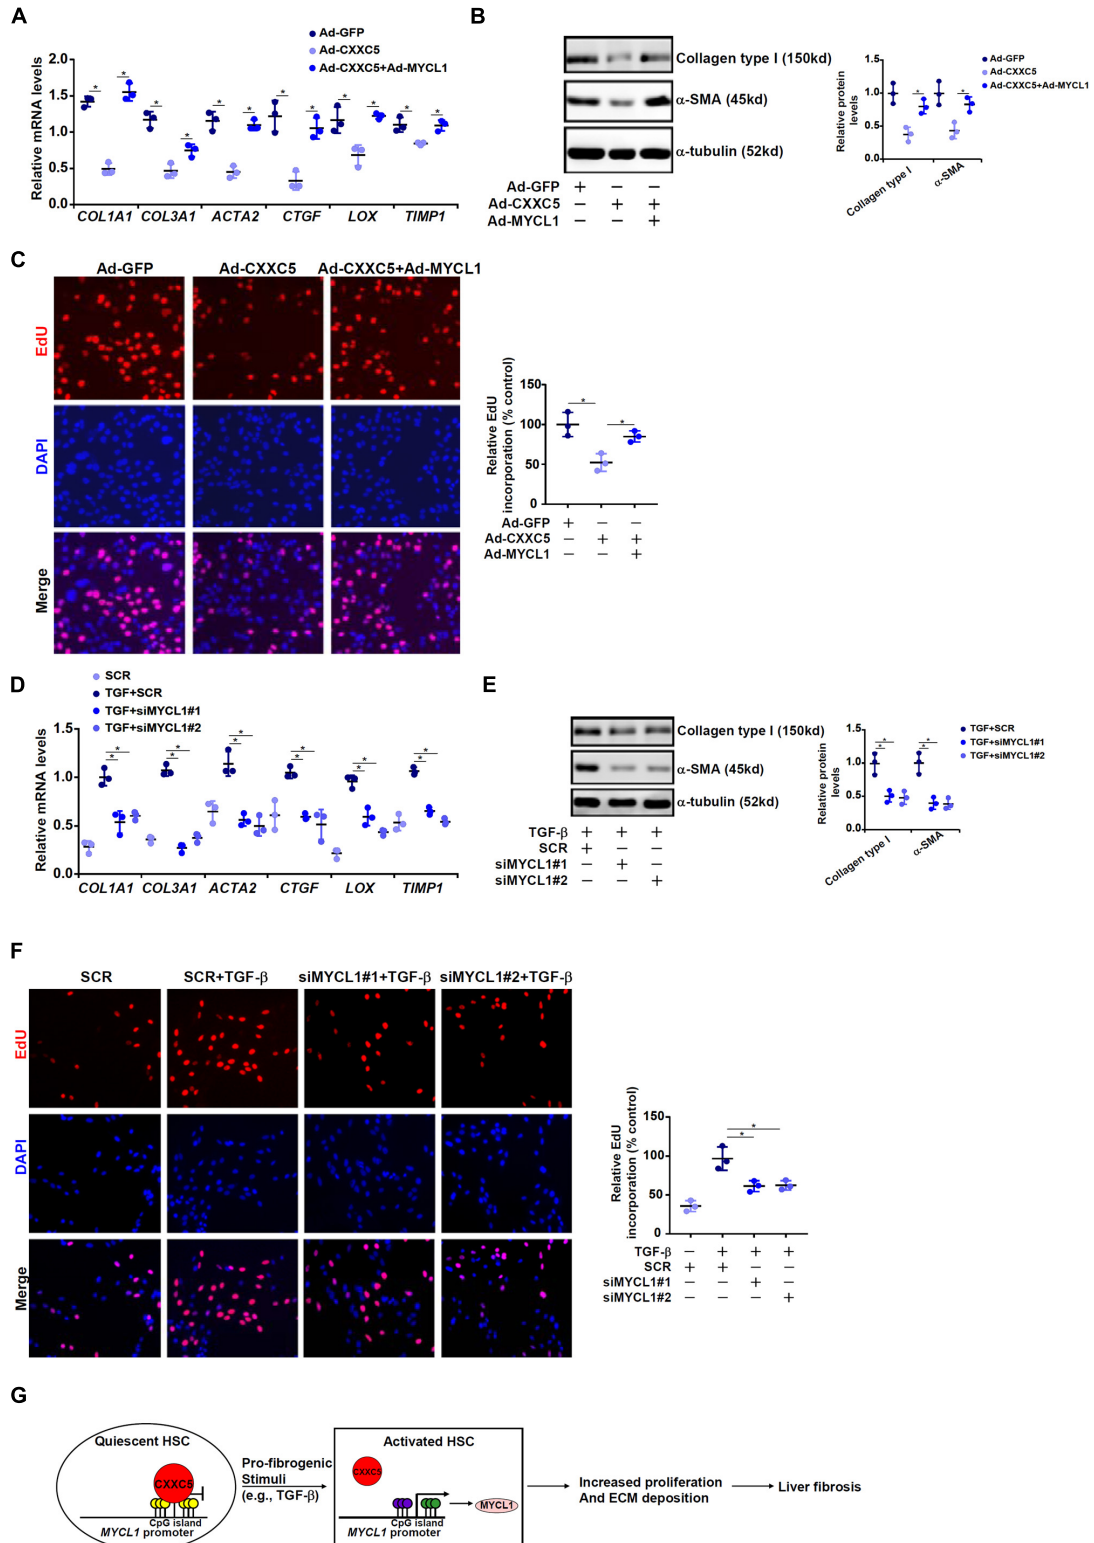 A
Ad-GFP
Ad-CXXC5
Ad-CXXC5+Ad-MYCL1
Relative mRNA levels
2.0
1.5
1.0
0.5
0.0
* * * * * * * * * * * *
COL1A1 COL3A1 ACTA2 CTGF LOX TIMP1
B
Collagen type I (150kd)
α-SMA (45kd)
α-tubulin (52kd)
Ad-GFP + − −
Ad-CXXC5 − + +
Ad-MYCL1 − − +
Ad-GFP
Ad-CXXC5
Ad-CXXC5+Ad-MYCL1
Relative protein
levels
1.5
1.0
0.5
0.0
* *
Collagen type I
α-SMA
C
Ad-GFP Ad-CXXC5 Ad-CXXC5+Ad-MYCL1
EdU
DAPI
Merge
Relative EdU
incorporation (% control)
150
100
50
0
* *
Ad-GFP + − −
Ad-CXXC5 − + +
Ad-MYCL1 − − +
D
SCR
TGF+SCR
TGF+siMYCL1#1
TGF+siMYCL1#2
Relative mRNA levels
1.5
1.0
0.5
0.0
* * * * * * * * * * * *
COL1A1 COL3A1 ACTA2 CTGF LOX TIMP1
E
Collagen type I (150kd)
α-SMA (45kd)
α-tubulin (52kd)
TGF-β + + +
SCR + − −
siMYCL1#1 − + −
siMYCL1#2 − − +
TGF+SCR
TGF+siMYCL1#1
TGF+siMYCL1#2
Relative protein
levels
1.5
1.0
0.5
0.0
* * * *
Collagen type I
α-SMA
F
SCR SCR+TGF-β siMYCL1#1+TGF-β siMYCL1#2+TGF-β
EdU
DAPI
Merge
Relative EdU
incorporation (% control)
150
100
50
0
* *
TGF-β − + + +
SCR + + − −
siMYCL1#1 − − + −
siMYCL1#2 − − − +
G
Quiescent HSC
CXXC5
CpG island
MYCL1 promoter
Pro-fibrogenic
Stimuli
(e.g., TGF-β)
Activated HSC
CXXC5
MYCL1
CpG island
MYCL1 promoter
Increased proliferation
And ECM deposition
Liver fibrosis